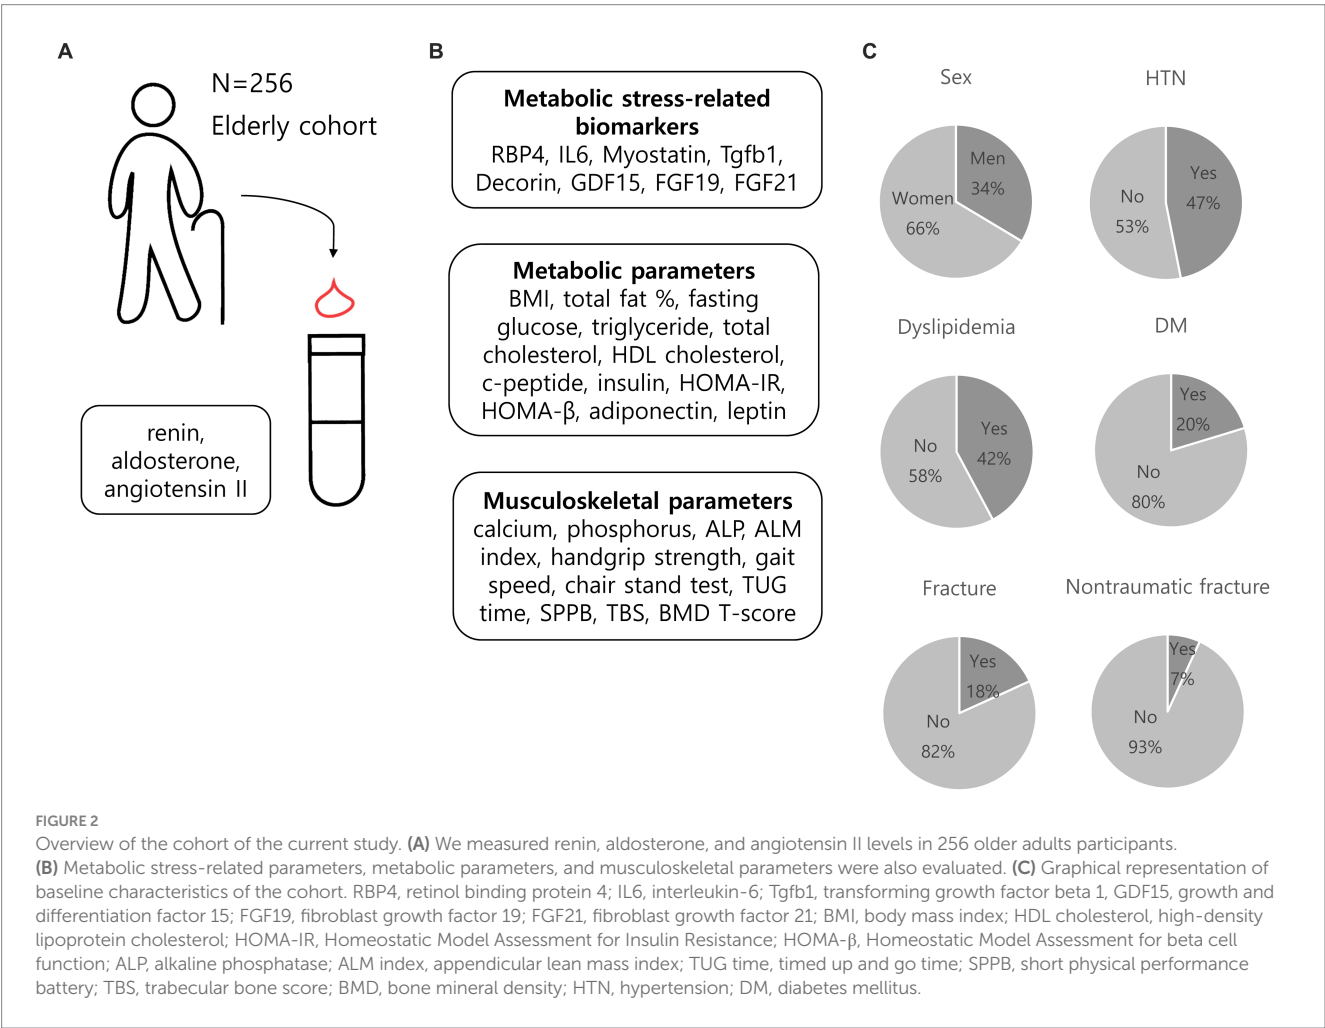 A
N=256
Elderly cohort
renin,
aldosterone,
angiotensin II
B
Metabolic stress-related
biomarkers
RBP4, IL6, Myostatin, Tgfb1,
Decorin, GDF15, FGF19, FGF21
Metabolic parameters
BMI, total fat %, fasting
glucose, triglyceride, total
cholesterol, HDL cholesterol,
c-peptide, insulin, HOMA-IR,
HOMA-β, adiponectin, leptin
Musculoskeletal parameters
calcium, phosphorus, ALP, ALM
index, handgrip strength, gait
speed, chair stand test, TUG
time, SPPB, TBS, BMD T-score
C
Sex
Men
34%
Women
66%
HTN
Yes
47%
No
53%
Dyslipidemia
Yes
42%
No
58%
DM
Yes
20%
No
80%
Fracture
Yes
18%
No
82%
Nontraumatic fracture
Yes
7%
No
93%
FIGURE 2
Overview of the cohort of the current study. (A) We measured renin, aldosterone, and angiotensin II levels in 256 older adults participants.
(B) Metabolic stress-related parameters, metabolic parameters, and musculoskeletal parameters were also evaluated. (C) Graphical representation of
baseline characteristics of the cohort. RBP4, retinol binding protein 4; IL6, interleukin-6; Tgfb1, transforming growth factor beta 1, GDF15, growth and
differentiation factor 15; FGF19, fibroblast growth factor 19; FGF21, fibroblast growth factor 21; BMI, body mass index; HDL cholesterol, high-density
lipoprotein cholesterol; HOMA-IR, Homeostatic Model Assessment for Insulin Resistance; HOMA-β, Homeostatic Model Assessment for beta cell
function; ALP, alkaline phosphatase; ALM index, appendicular lean mass index; TUG time, timed up and go time; SPPB, short physical performance
battery; TBS, trabecular bone score; BMD, bone mineral density; HTN, hypertension; DM, diabetes mellitus.